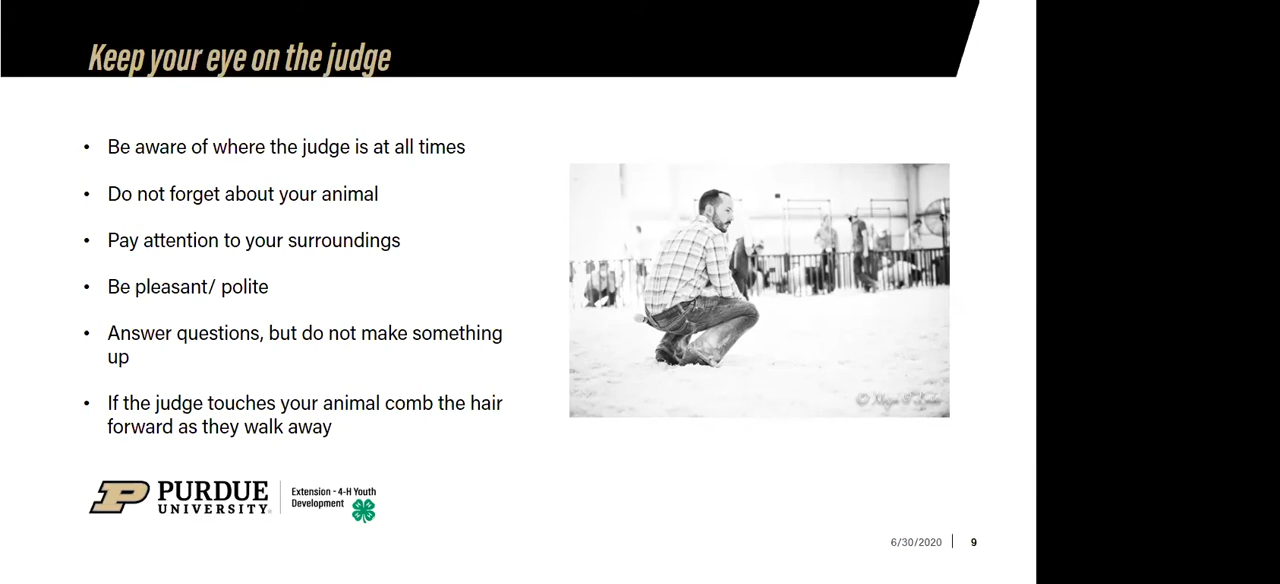 Keep your eye on the judge
• Be aware of where the judge is at all times
• Do not forget about your animal
• Pay attention to your surroundings
• Be pleasant/ polite
• Answer questions, but do not make something
up
• If the judge touches your animal comb the hair
forward as they walk away
PURDUE
UNIVERSITY®
Extension - 4-H Youth
Development
6/30/2020
9